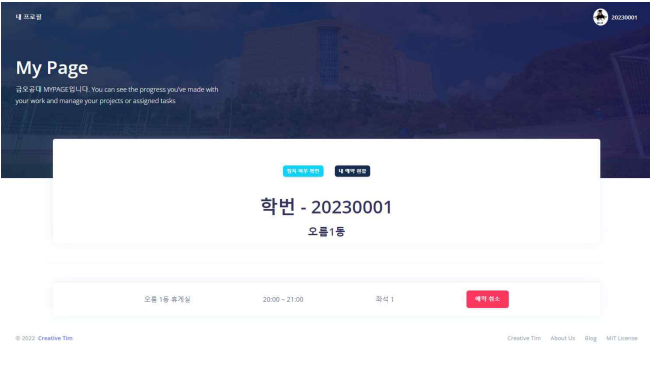 내 프로필
20230001
My Page
금오공대 MYPAGE입니다. You can see the progress you've made with
your work and manage your projects or assigned tasks
내 예약 현황
학번 - 20230001
오름1동
오름 1동 휴게실 20:00 ~ 21:00 좌석 1 예약 취소
© 2022 Creative Tim Creative Tim About Us Blog MIT License